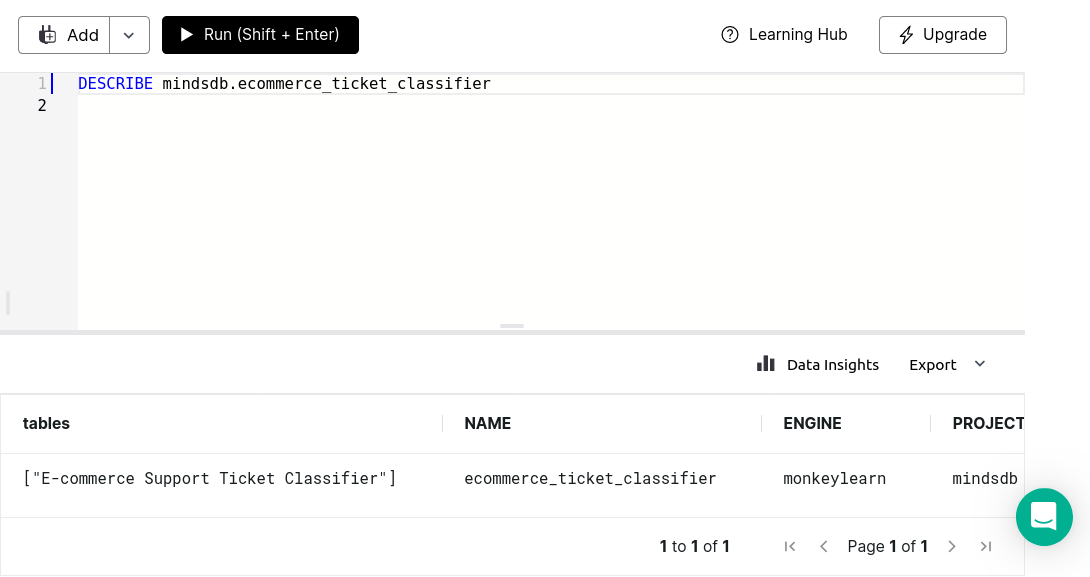 Add
Run (Shift + Enter)
Learning Hub
Upgrade
1 DESCRIBE mindsdb.ecommerce_ticket_classifier
2
Data Insights
Export
tables NAME ENGINE PROJECT
["E-commerce Support Ticket Classifier"] ecommerce_ticket_classifier monkeylearn mindsdb
1 to 1 of 1 Page 1 of 1